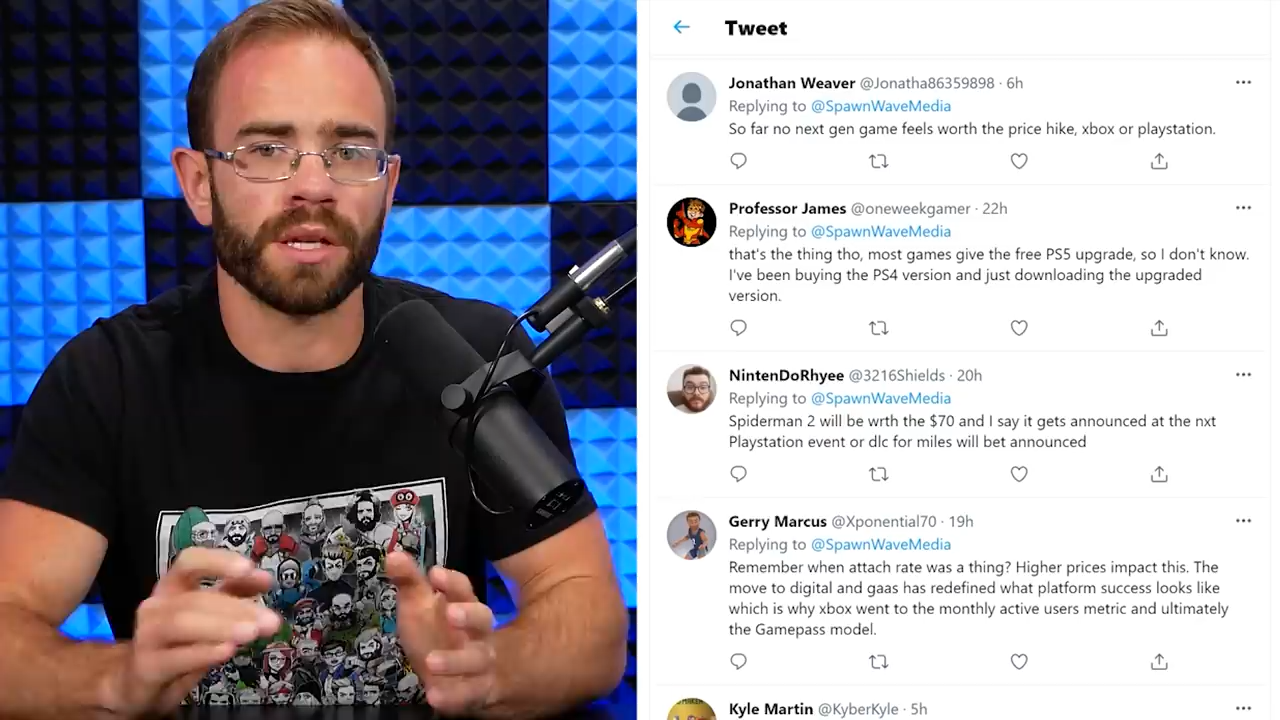 Tweet
Jonathan Weaver @Jonatha86359898 · 6h
Replying to @SpawnWaveMedia
So far no next gen game feels worth the price hike, xbox or playstation.
Professor James @oneweekgamer · 22h
Replying to @SpawnWaveMedia
that's the thing tho, most games give the free PS5 upgrade, so I don't know.
I've been buying the PS4 version and just downloading the upgraded
version.
NintenDoRhyee @3216Shields · 20h
Replying to @SpawnWaveMedia
Spiderman 2 will be wrth the $70 and I say it gets announced at the nxt
Playstation event or dlc for miles will bet announced
Gerry Marcus @Xponential70 · 19h
Replying to @SpawnWaveMedia
Remember when attach rate was a thing? Higher prices impact this. The
move to digital and gaas has redefined what platform success looks like
which is why xbox went to the monthly active users metric and ultimately
the Gamepass model.
Kyle Martin @KyberKyle · 5h